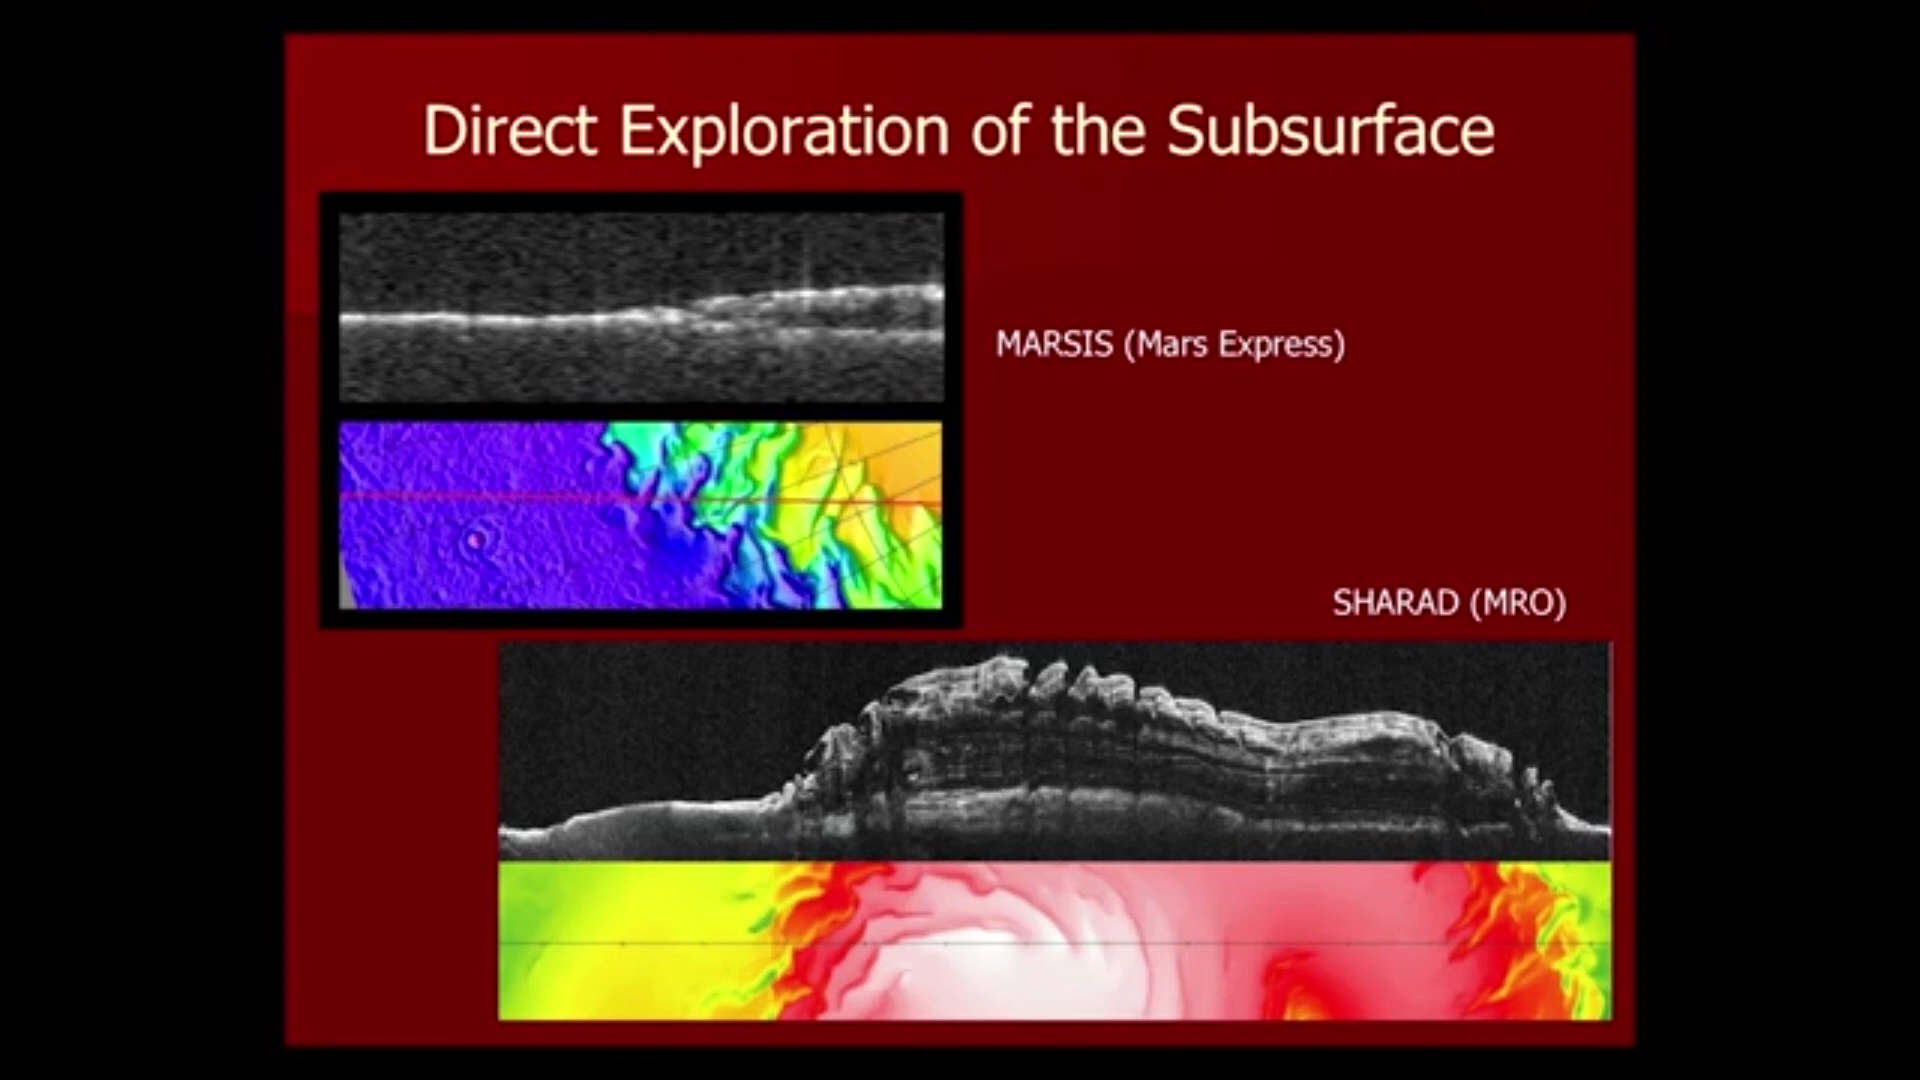 Direct Exploration of the Subsurface
MARSIS (Mars Express)
SHARAD (MRO)